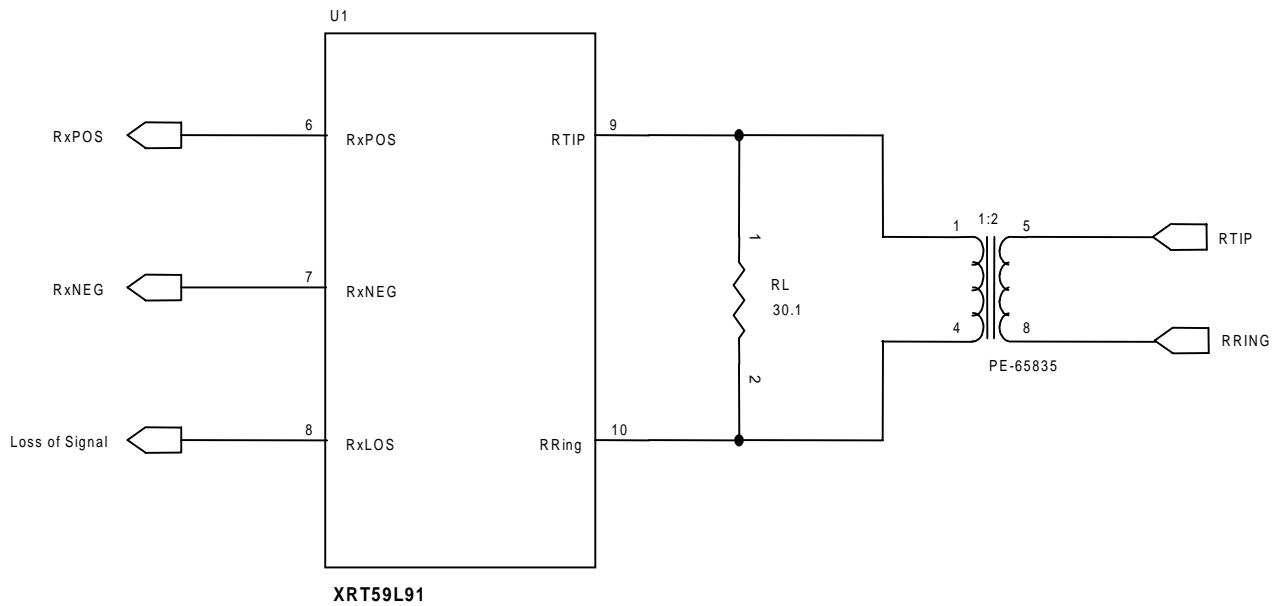 U1
6
9
RxPOS
RxPOS
RTIP
1:2
1
5
RTIP
1
7
RL
RxNEG
RxNEG
30.1
4
8
RRING
PE-65835
2
8
10
Loss of Signal
RxLOS
RRing
XRT59L91